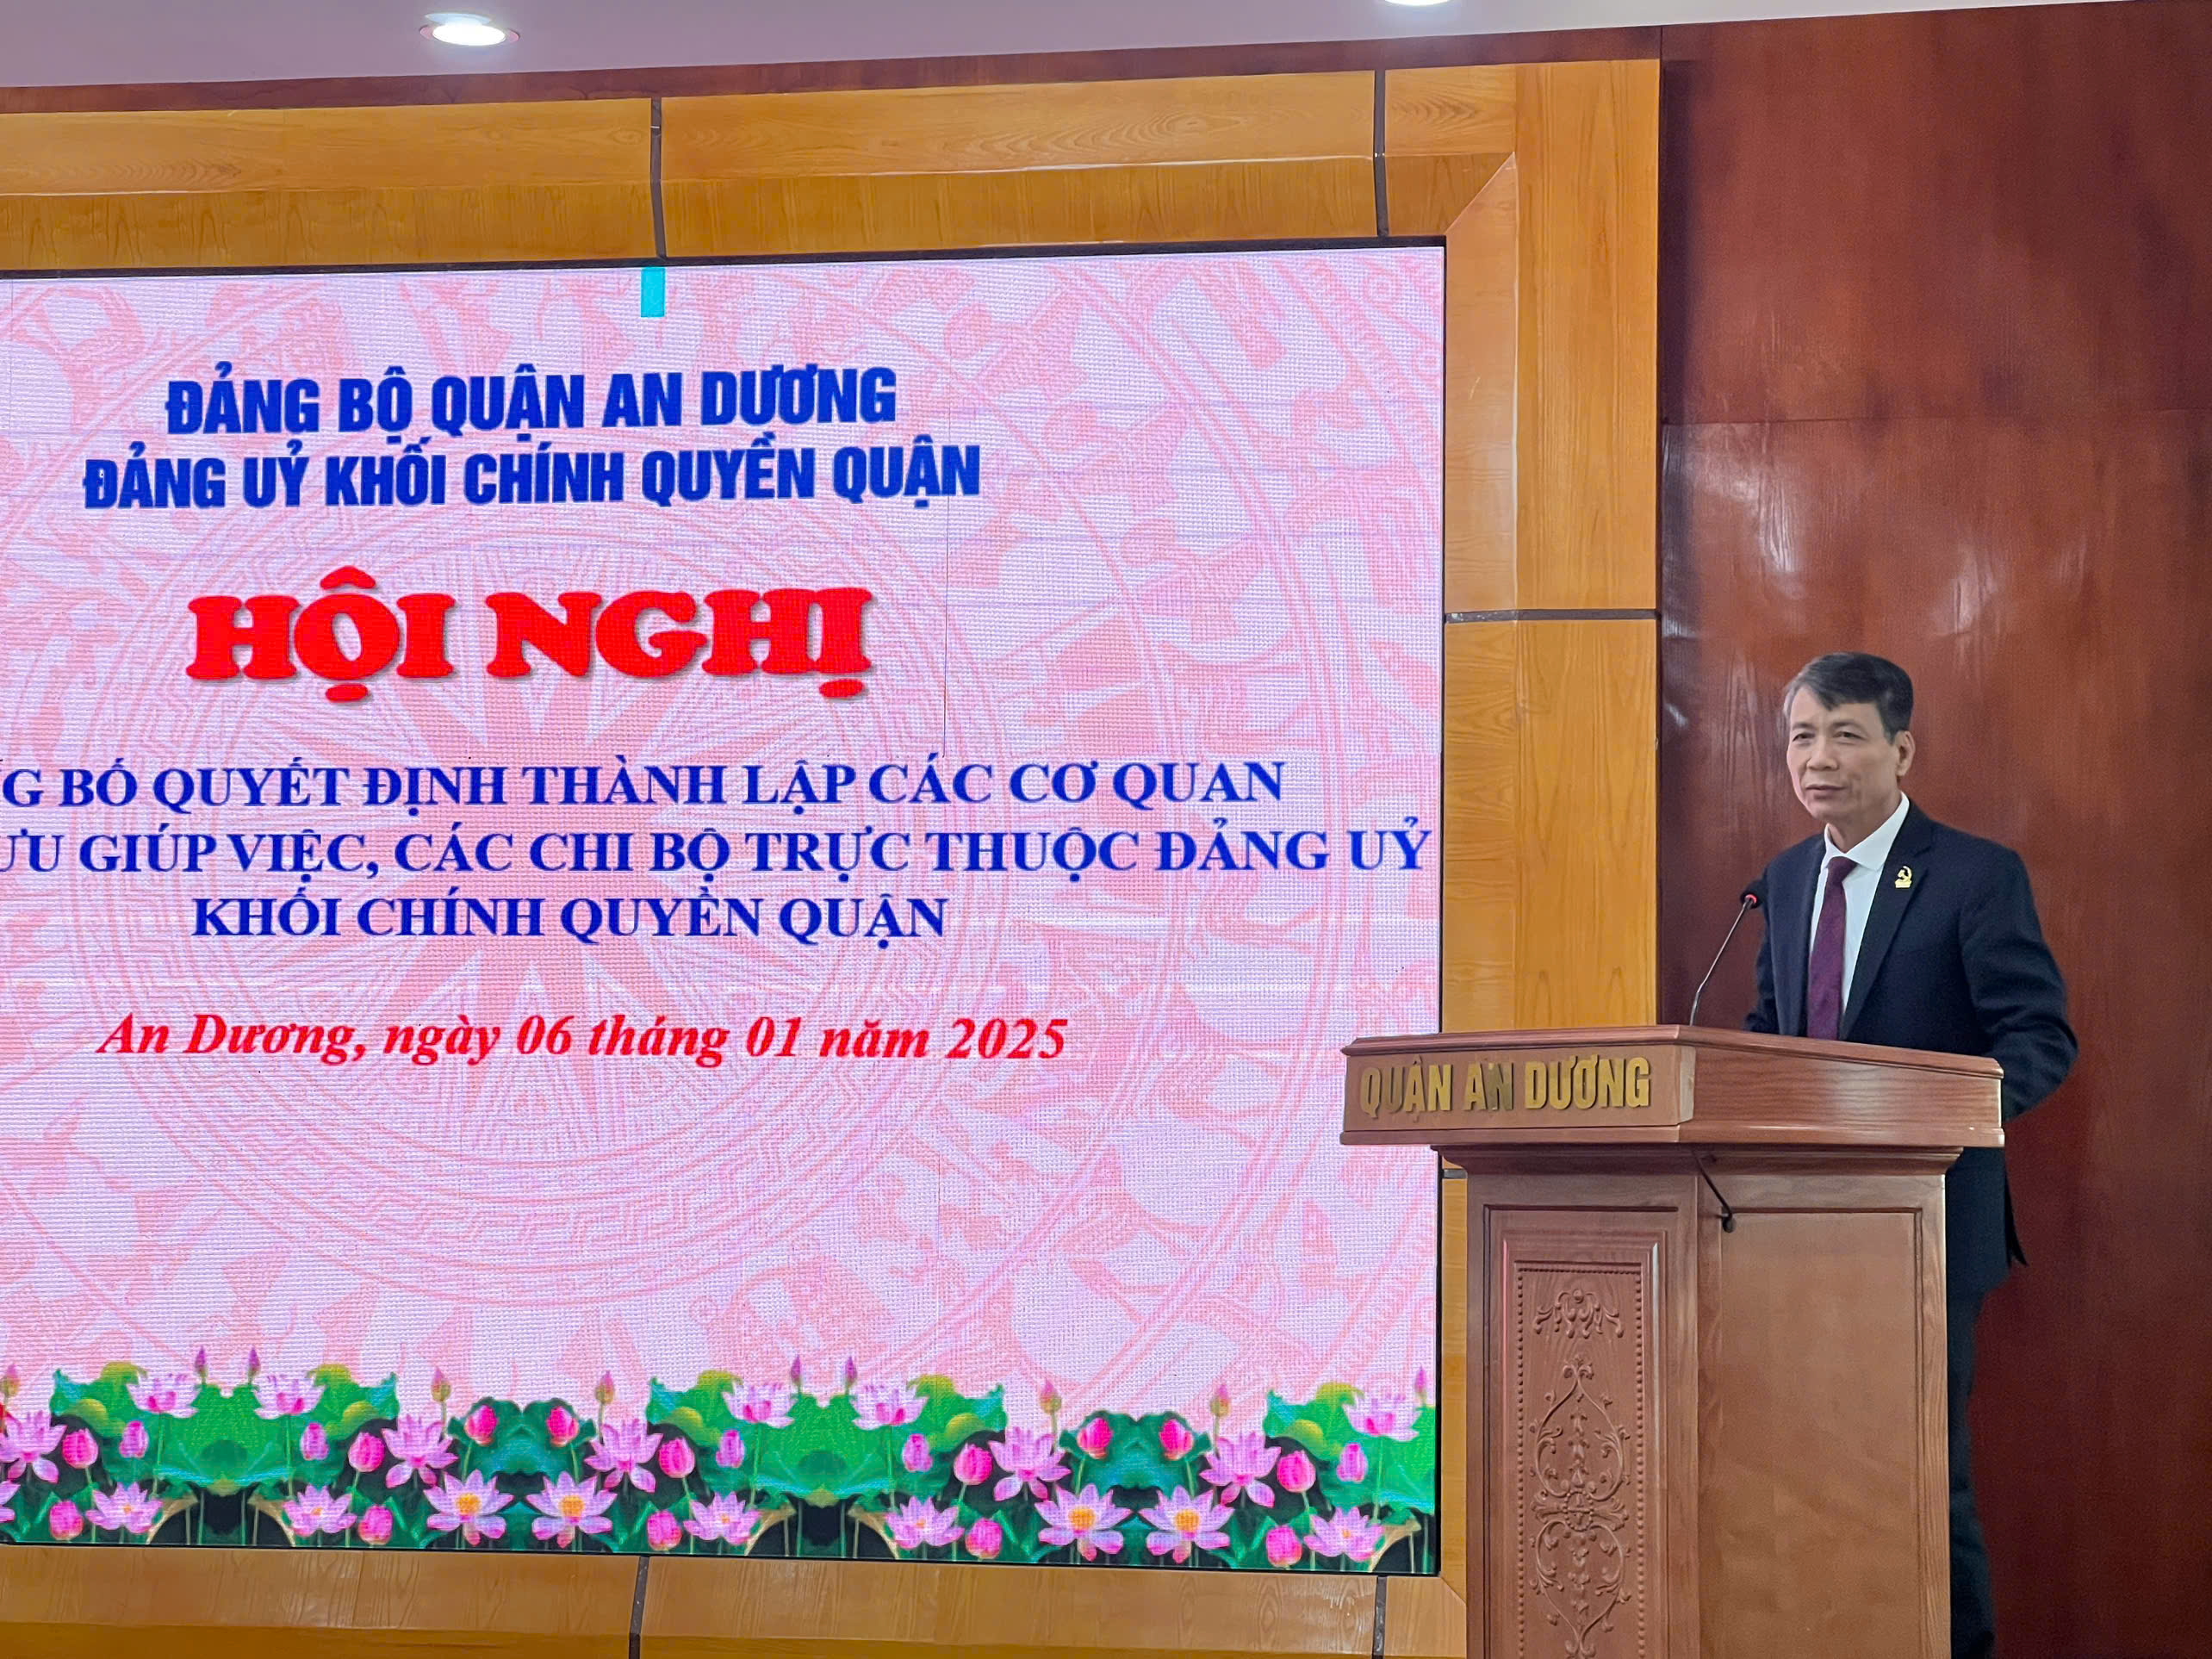 ĐẢNG BỘ QUẬN AN DƯƠNG
ĐẢNG UỶ KHỐI CHÍNH QUYỀN QUẬN
HỘI NGHỊ
BỐ QUYẾT ĐỊNH THÀNH LẬP CÁC CƠ QUAN
GIÚP VIỆC, CÁC CHI BỘ TRỰC THUỘC ĐẢNG UỶ
KHỐI CHÍNH QUYỀN QUẬN
An Dương, ngày 06 tháng 01 năm 2025
QUẬN AN DƯƠNG